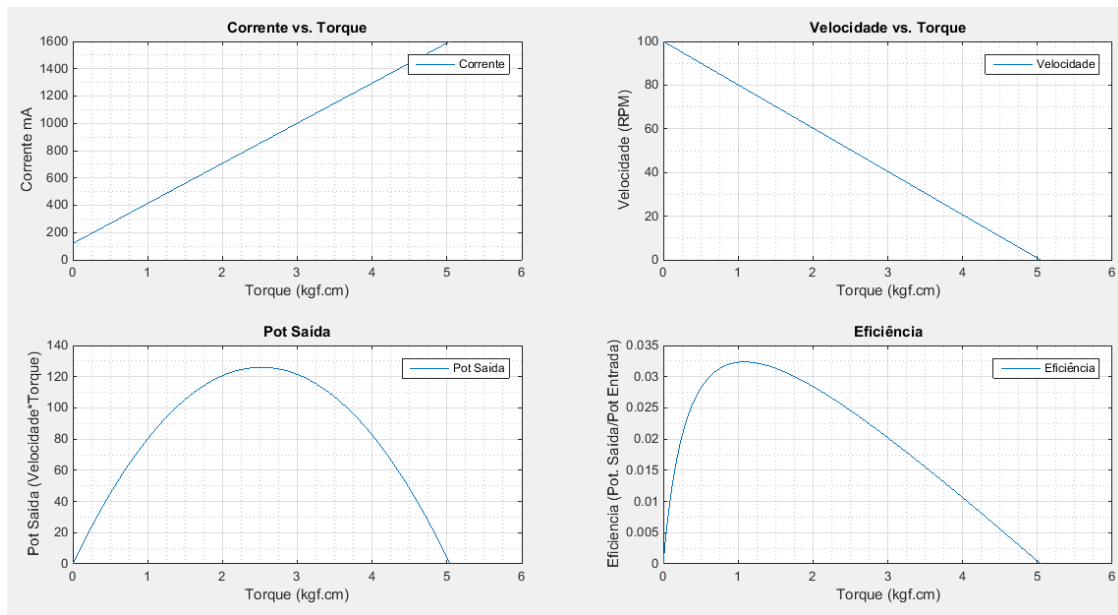 Corrente vs. Torque
1600
1400
1200
1000
800
600
400
200
0
Corrente mA
0 1 2 3 4 5 6
Torque (kgf.cm)
Corrente
Velocidade vs. Torque
100
80
60
40
20
0
Velocidade (RPM)
0 1 2 3 4 5 6
Torque (kgf.cm)
Velocidade
Pot Saída
140
120
100
80
60
40
20
0
Pot Saída (Velocidade*Torque)
0 1 2 3 4 5 6
Torque (kgf.cm)
Pot Saída
Eficiência
0.035
0.03
0.025
0.02
0.015
0.01
0.005
0
Eficiencia (Pot. Saída/Pot Entrada)
0 1 2 3 4 5 6
Torque (kgf.cm)
Eficiência